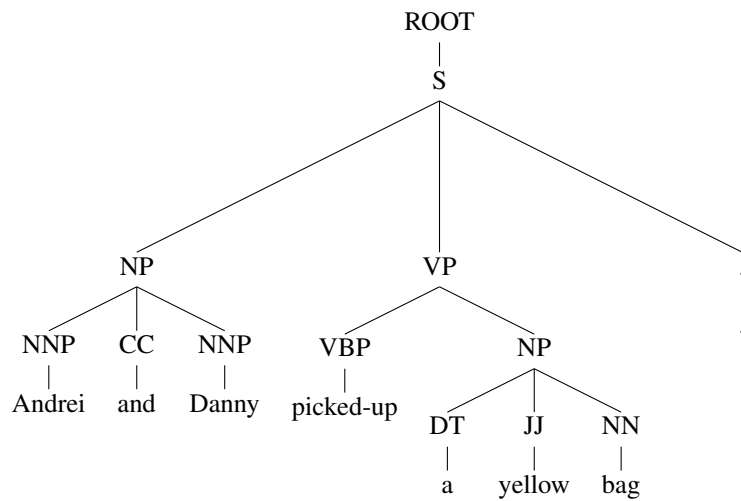 ROOT
S
NP VP .
NNP CC NNP VBP NP .
Andrei and Danny picked-up DT JJ NN
a yellow bag